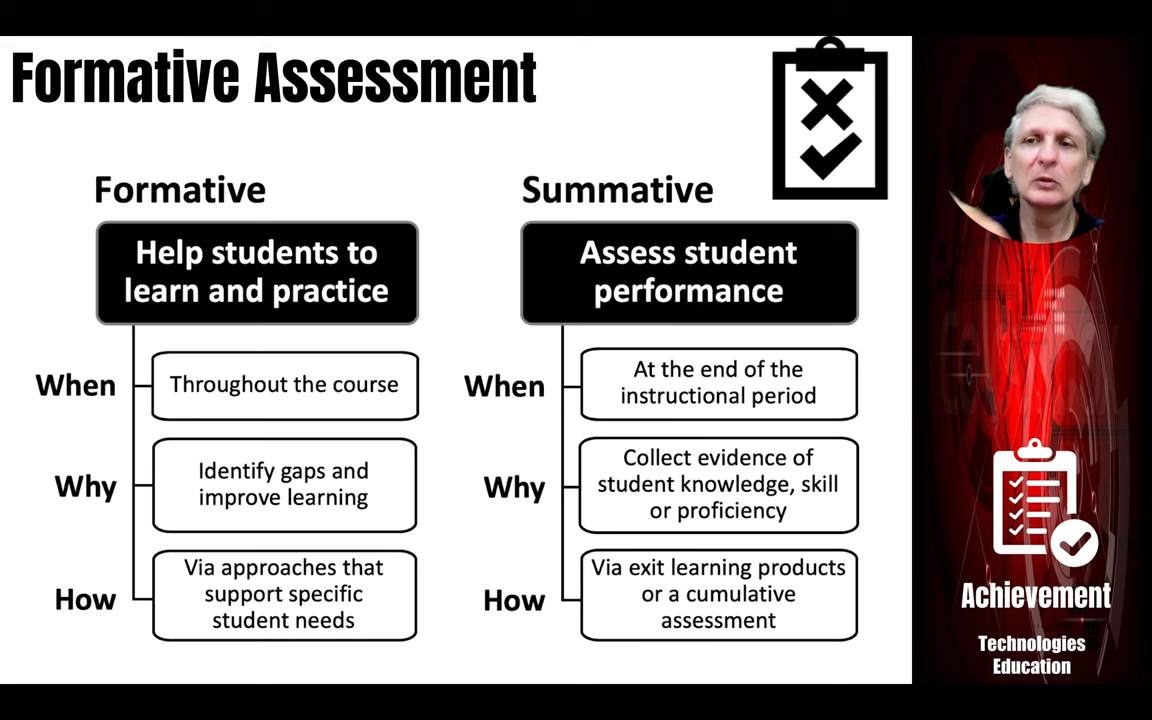 Formative Assessment
Formative
Help students to
learn and practice
When
Throughout the course
Why
Identify gaps and
improve learning
How
Via approaches that
support specific
student needs
Summative
Assess student
performance
When
At the end of the
instructional period
Why
Collect evidence of
student knowledge, skill
or proficiency
How
Via exit learning products
or a cumulative
assessment
Achievement
Technologies
Education